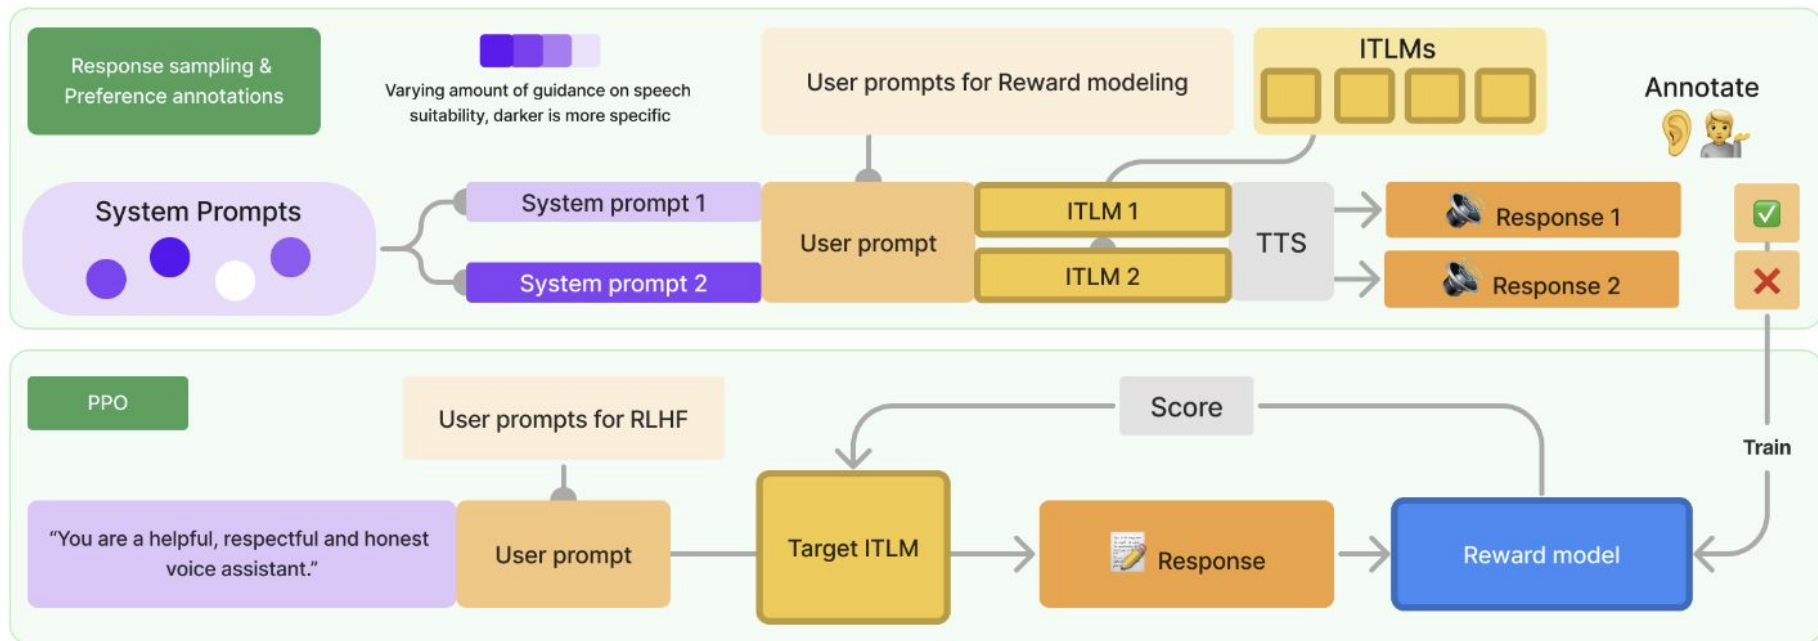 Response sampling &
Preference annotations
Varying amount of guidance on speech
suitability, darker is more specific
User prompts for Reward modeling
ITLMs
Annotate
System Prompts
System prompt 1
System prompt 2
User prompt
ITLM 1
ITLM 2
TTS
Response 1
Response 2
PPO
User prompts for RLHF
Score
Train
“You are a helpful, respectful and honest
voice assistant.”
User prompt
Target ITLM
Response
Reward model